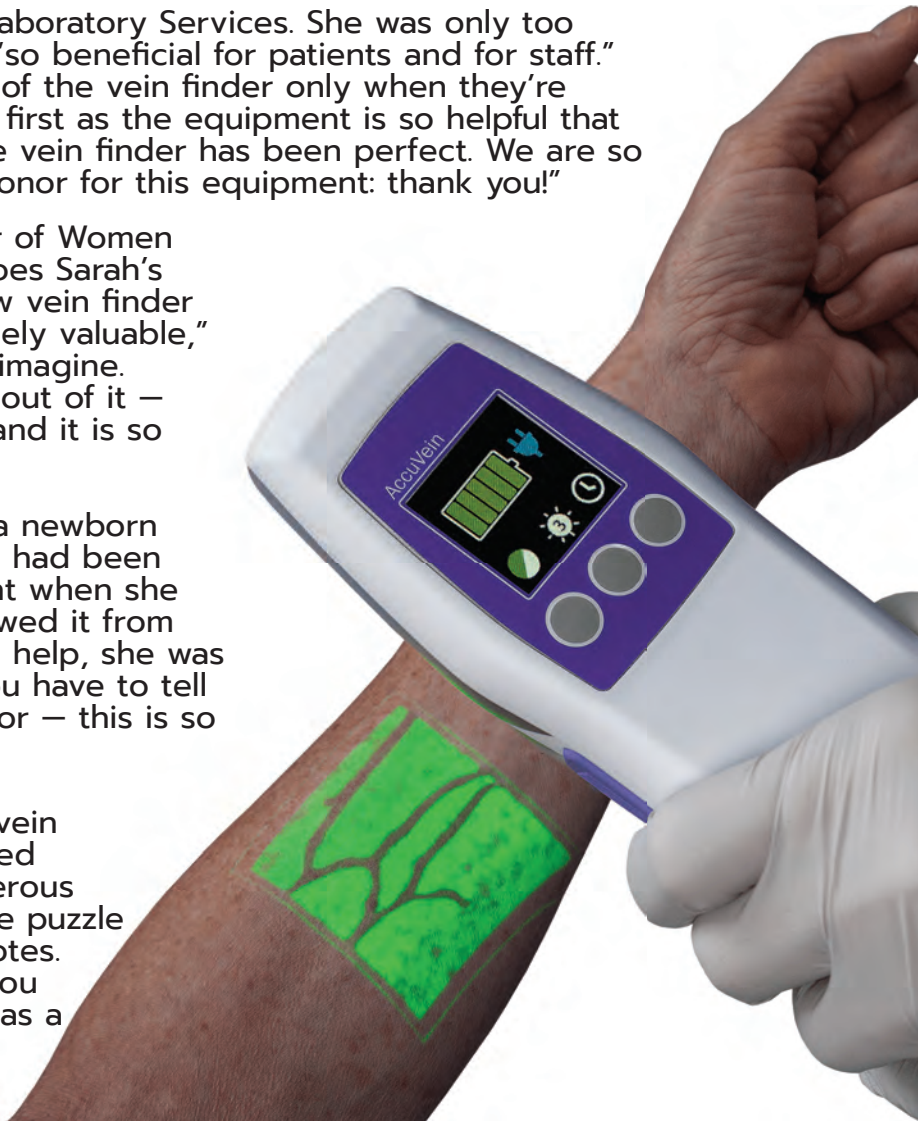 aboratory Services. She was only too
'so beneficial for patients and for staff.”
of the vein finder only when they’re
first as the equipment is so helpful that
e vein finder has been perfect. We are so
onor for this equipment: thank you!”
r of Women
bes Sarah’s
w vein finder
ely valuable,”
imagine.
out of it —
and it is so
a newborn
had been
nt when she
wed it from
help, she was
ou have to tell
or — this is so
vein
ed
erous
e puzzle
otes.
ou
as a
AccuVein
3